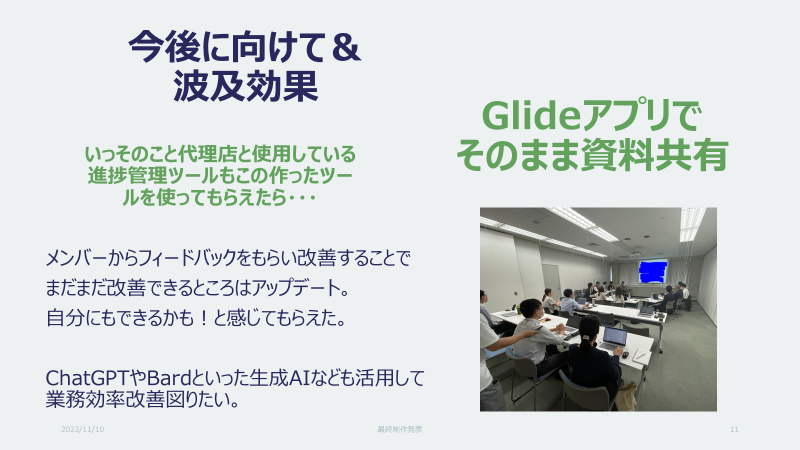 今後に向けて＆
波及効果
いっそのこと代理店と使用している
進捗管理ツールもこの作ったツー
ルを使ってもらえたら・・・
メンバーからフィードバックをもらい改善することで
まだまだ改善できるところはアップデート。
自分にもできるかも！と感じてもらえた。
ChatGPTやBardといった生成AIなども活用して
業務効率改善図りたい。
Glideアプリで
そのまま資料共有
2023/11/10
最終制作発表
11